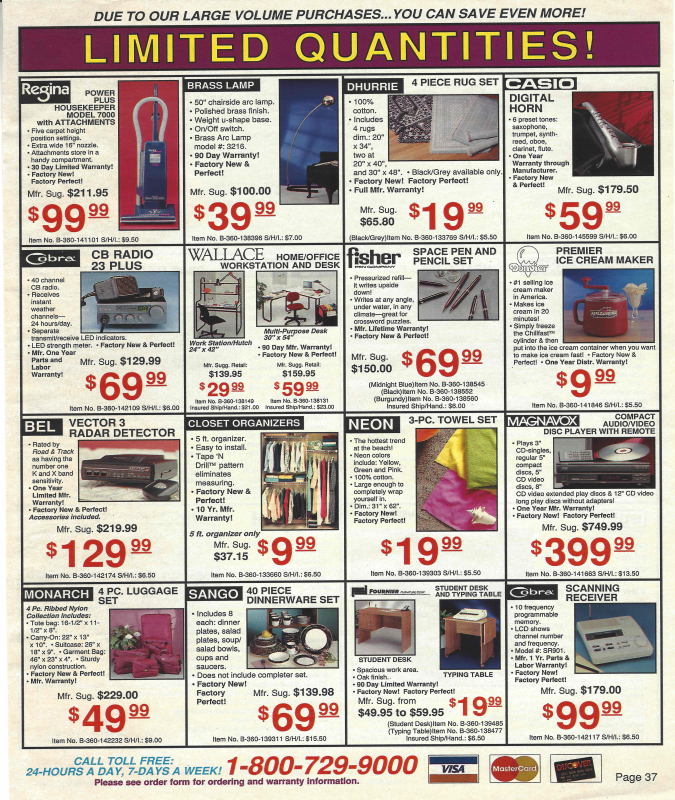 DUE TO OUR LARGE VOLUME PURCHASES...YOU CAN SAVE EVEN MORE!
LIMITED QUANTITIES!
Regina
POWER
PLUS
HOUSEKEEPER
MODEL 7000
with ATTACHMENTS
• Five carpet height
position settings.
• Extra wide 16" nozzle.
• Attachments store in a
handy compartment.
• 30 Day Limited Warranty!
• Factory New!
Factory Perfect!
Mfr. Sug. $211.95
$99 99
Item No. B-360-141101 S/H/I.: $9.50
BRASS LAMP
• 50" chairside arc lamp.
• Polished brass finish.
• Weight u-shape base.
• On/Off switch.
• Brass Arc Lamp
model #: 3216.
• 90 Day Warranty!
• Factory New &
Perfect!
Mfr. Sug. $100.00
$39 99
Item No. B-360-138396 S/H/I.: $7.00
DHURRIE
4 PIECE RUG SET
• 100%
cotton.
• Includes
4 rugs
dim.: 20"
x 34",
two at
20" x 40",
and 30" x 48". • Black/Grey available only.
• Factory New! Factory Perfect!
• Full Mfr. Warranty!
Mfr. Sug.
$65.80
$19 99
(Black/Grey)Item No. B-360-133769 S/H/I.: $5.50
CASIO
DIGITAL
HORN
• 6 preset tones:
saxophone,
trumpet, synth-
reed, oboe,
clarinet, flute.
• One Year
Warranty through
Manufacturer.
• Factory New
& Perfect!
Mfr. Sug. $179.50
$59 99
Item No. B-360-145599 S/H/I.: $6.00
Cobra
CB RADIO
23 PLUS
• 40 channel
CB radio.
• Receives
instant
weather
channels—
24 hours/day.
• Separate
transmit/receive LED indicators.
• LED strength meter. • Factory New & Perfect!
• Mfr. One Year
Parts and
Labor
Warranty!
Mfr. Sug. $129.99
$69 99
Item No. B-360-142109 S/H/I.: $6.00
WALLACE
HOME/OFFICE
WORKSTATION AND DESK
Work Station/Hutch
24" x 42"
Multi-Purpose Desk
30" x 54"
• 90 Day Mfr. Warranty!
• Factory New & Perfect!
Mfr. Sugg. Retail:
$139.95
$29 99
Item No. B-360-138149
Insured Ship/Hand.: $21.00
Mfr. Sugg. Retail:
$159.95
$59 99
Item No. B-360-138131
Insured Ship/Hand.: $23.00
fisher
SPACE PEN AND
PENCIL SET
• Pressurized refill—
it writes upside
down!
• Writes at any angle,
under water, in any
climate—great for
crossword puzzles.
• Mfr. Lifetime Warranty!
• Factory New & Perfect!
Mfr. Sug.
$150.00
$69 99
(Midnight Blue)Item No. B-360-138545
(Black)Item No. B-360-138552
(Burgundy)Item No. B-360-138560
Insured Ship/Hand.: $6.00
Donvier
PREMIER
ICE CREAM MAKER
• #1 selling ice
cream maker
in America.
• Makes ice
cream in 20
minutes!
• Simply freeze
the Chillfast™
cylinder & then
put into the ice cream container when you want
to make ice cream fast! • Factory New &
Perfect! • One Year Distr. Warranty!
$9 99
Item No. B-360-141846 S/H/I.: $5.50
BEL
VECTOR 3
RADAR DETECTOR
• Rated by
Road & Track
as having the
number one
K and X band
sensitivity.
• One Year
Limited Mfr.
Warranty!
• Factory New & Perfect!
Accessories included.
Mfr. Sug. $219.99
$129 99
Item No. B-360-142174 S/H/I.: $6.50
CLOSET ORGANIZERS
• 5 ft. organizer.
• Easy to install.
• Tape 'N
Drill™ pattern
eliminates
measuring.
• Factory New &
Perfect!
• 10 Yr. Mfr.
Warranty!
5 ft. organizer only
Mfr. Sug.
$37.15
$9 99
Item No. B-360-133660 S/H/I.: $6.50
NEON
3-PC. TOWEL SET
• The hottest trend
at the beach!
• Neon colors
include: Yellow,
Green and Pink.
• 100% cotton.
• Large enough to
completely wrap
yourself in.
• Dim.: 31" x 62".
• Factory New!
Factory Perfect!
$19 99
Item No. B-360-139303 S/H/I.: $5.50
MAGNAVOX
COMPACT
AUDIO/VIDEO
DISC PLAYER WITH REMOTE
• Plays 3"
CD-singles,
regular 5"
compact
discs, 5"
CD video
discs, 8"
CD video extended play discs & 12" CD video
long play discs without adapters!
• One Year Mfr. Warranty!
• Factory New! Factory Perfect!
Mfr. Sug. $749.99
$399 99
Item No. B-360-141663 S/H/I.: $13.50
MONARCH
4 PC. LUGGAGE
SET
4 Pc. Ribbed Nylon
Collection Includes:
• Tote bag: 16-1/2" x 11-
1/2" x 8".
• Carry-On: 22" x 13"
x 10". • Suitcase: 26" x
18" x 9". • Garment Bag:
46" x 23" x 4". • Sturdy
nylon construction.
• Factory New & Perfect!
• Mfr. Warranty!
Mfr. Sug. $229.00
$49 99
Item No. B-360-142232 S/H/I.: $9.00
SANGO
40 PIECE
DINNERWARE SET
• Includes 8
each: dinner
plates, salad
plates, soup/
salad bowls,
cups and
saucers.
• Does not include completer set.
• Factory New!
Factory
Perfect!
Mfr. Sug. $139.98
$69 99
Item No. B-360-139311 S/H/I.: $15.50
FOURNIER
STUDENT DESK
AND TYPING TABLE
STUDENT DESK
TYPING TABLE
• Spacious work area.
• Oak finish.
• 90 Day Limited Warranty!
• Factory New! Factory Perfect!
Mfr. Sug. from
$49.95 to $59.95
$19 99
(Student Desk)Item No. B-360-139485
(Typing Table)Item No. B-360-138477
Insured Ship/Hand.: $6.50
Cobra
SCANNING
RECEIVER
• 10 frequency
programmable
memory.
• LCD shows
channel number
and frequency.
• Model #: SR901.
• Mfr. 1 Yr. Parts &
Labor Warranty!
• Factory New & Perfect!
Mfr. Sug. $179.00
$99 99
Item No. B-360-142117 S/H/I.: $6.50
CALL TOLL FREE:
24-HOURS A DAY, 7-DAYS A WEEK!
1-800-729-9000
Please see order form for ordering and warranty information.
VISA
MasterCard
DISCOVER
Page 37